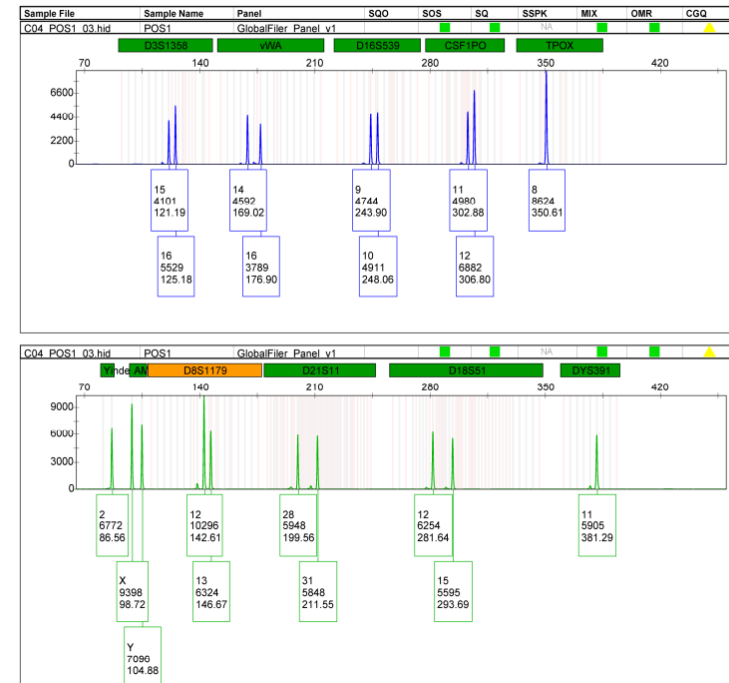 Sample File Sample Name Panel SQO SOS SQ SSPK MIX OMR CGQ
C04_POS1_03.hid POS1 GlobalFiler_Panel_v1 NA
D3S1358 vWA D16S539 CSF1PO TPOX
70 140 210 280 350 420
6600
4400
2200
0
15 14 9 11 8
4101 4592 4744 4980 8624
121.19 169.02 243.90 302.88 350.61
16 16 10 12
5529 3789 4911 6882
125.18 176.90 248.06 306.80
C04_POS1_03.hid POS1 GlobalFiler_Panel_v1 NA
Yinde AM D8S1179 D21S11 D18S51 DYS391
70 140 210 280 350 420
9000
6000
3000
0
2 12 28 12 11
6772 10296 5948 6254 5905
86.56 142.61 199.56 281.64 381.29
X 13 31 15
9398 6324 5848 5595
98.72 146.67 211.55 293.69
Y
7096
104.88